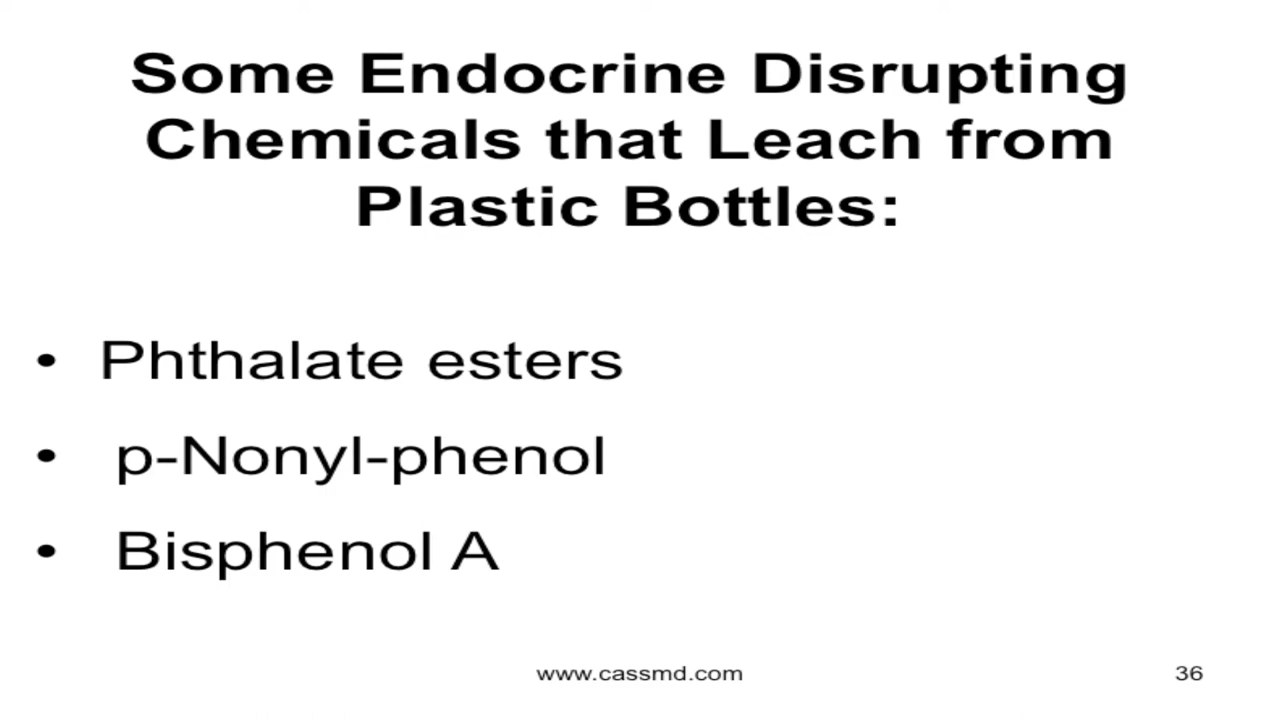 Some Endocrine Disrupting
Chemicals that Leach from
Plastic Bottles:
• Phthalate esters
• p-Nonyl-phenol
• Bisphenol A
www.cassmd.com
36